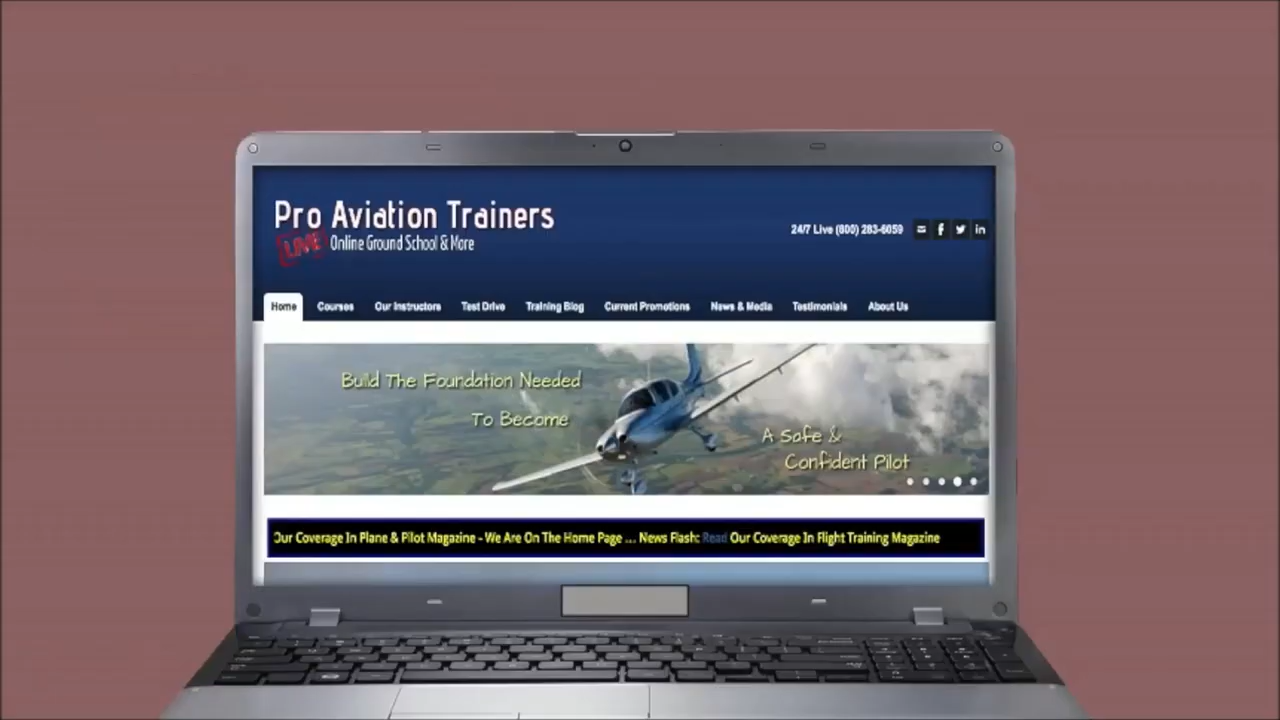 Pro Aviation Trainers
LIVE Online Ground School & More
24/7 Live (800) 283-6059
Home Courses Our Instructors Test Drive Training Blog Current Promotions News & Media Testimonials About Us
Build The Foundation Needed
To Become
A Safe &
Confident Pilot
Our Coverage In Plane & Pilot Magazine - We Are On The Home Page ... News Flash: Read Our Coverage In Flight Training Magazine